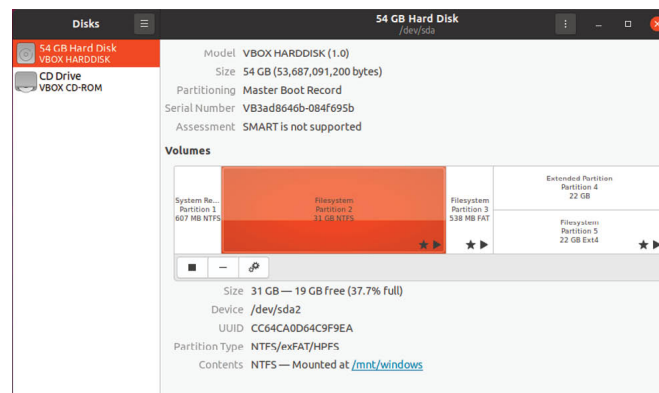 Disks
54 GB Hard Disk
/dev/sda
54 GB Hard Disk
VBOX HARDDISK
CD Drive
VBOX CD-ROM
Model VBOX HARDDISK (1.0)
Size 54 GB (53,687,091,200 bytes)
Partitioning Master Boot Record
Serial Number VB3ad8646b-084f695b
Assessment SMART is not supported
Volumes
System Re...
Partition 1
607 MB NTFS
Filesystem
Partition 2
31 GB NTFS
Filesystem
Partition 3
538 MB FAT
Extended Partition
Partition 4
22 GB
Filesystem
Partition 5
22 GB Ext4
Size 31 GB — 19 GB free (37.7% full)
Device /dev/sda2
UUID CC64CA0D64C9F9EA
Partition Type NTFS/exFAT/HPFS
Contents NTFS — Mounted at /mnt/windows